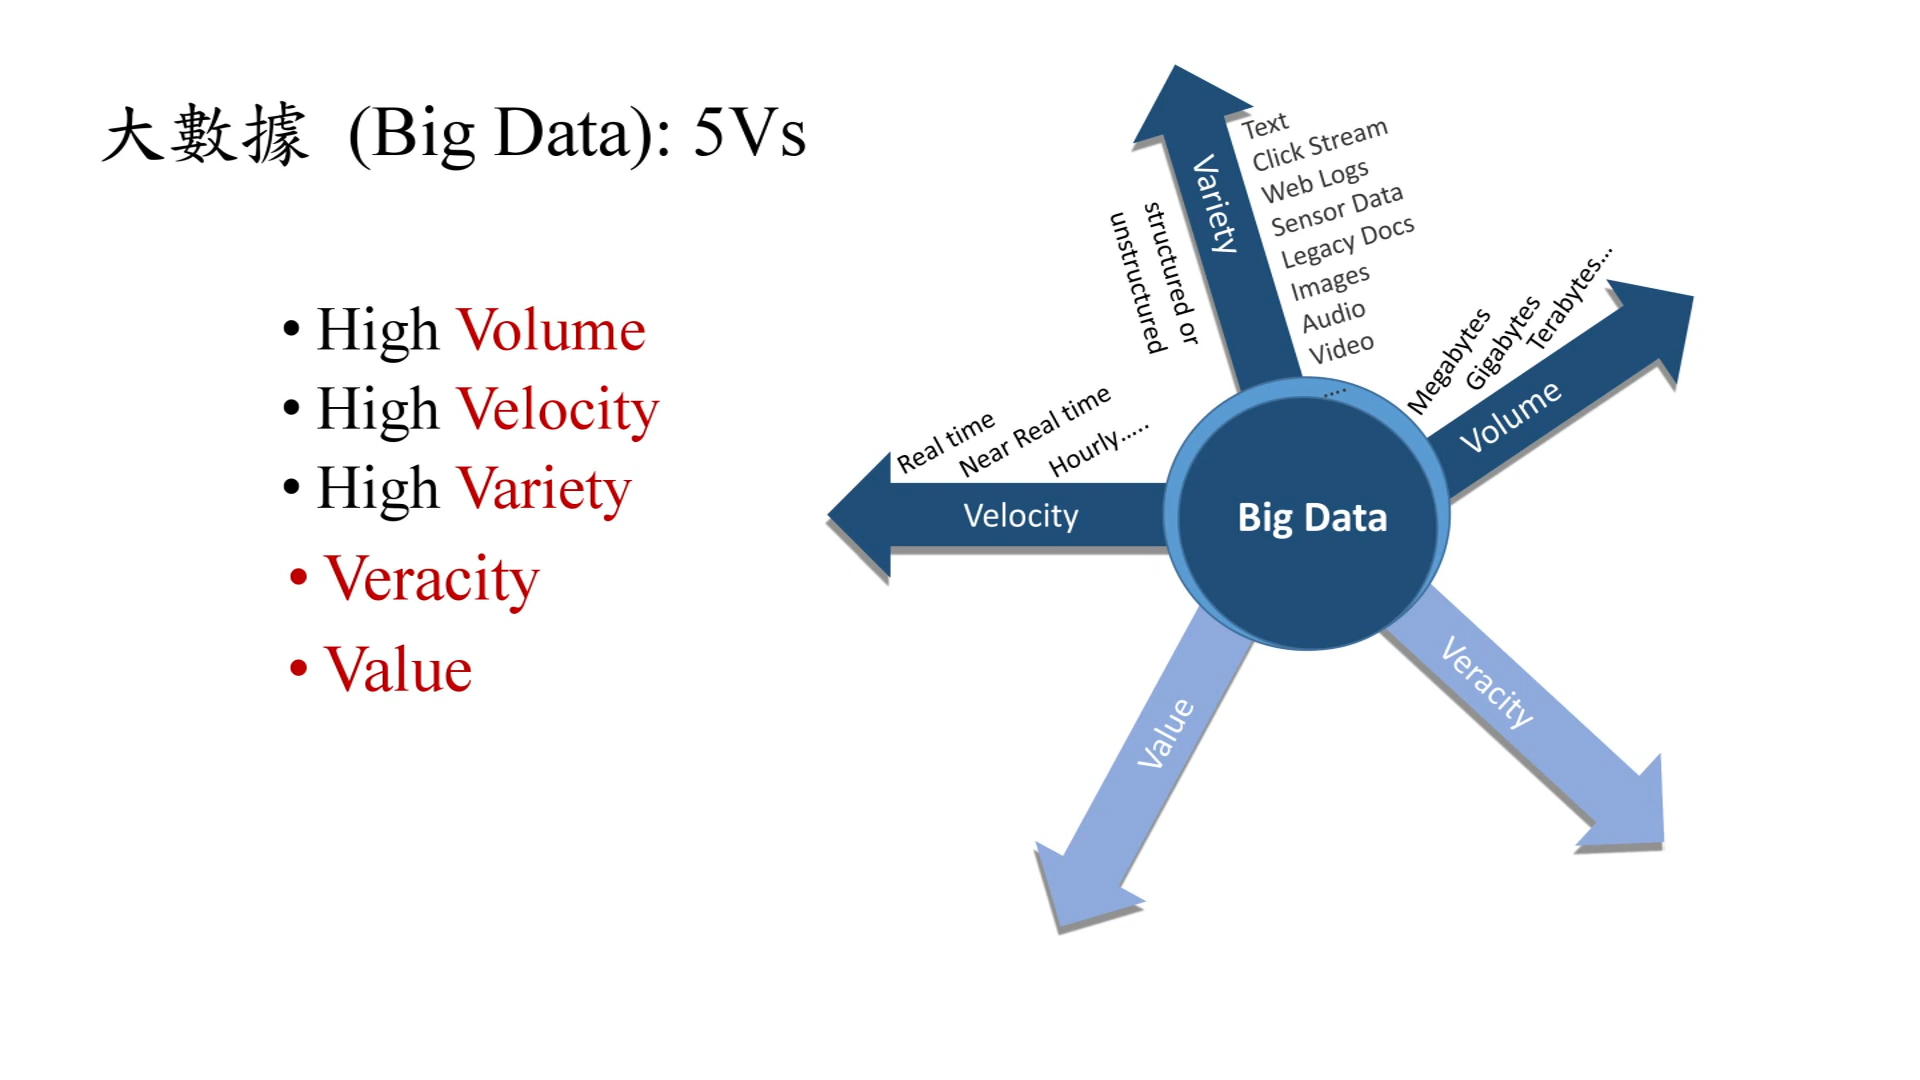 大數據 (Big Data): 5Vs
• High Volume
• High Velocity
• High Variety
• Veracity
• Value
Variety
structured or
unstructured
Text
Click Stream
Web Logs
Sensor Data
Legacy Docs
Images
Audio
Video
.....
Volume
Megabytes
Gigabytes
Terabytes...
Velocity
Real time
Near Real time
Hourly.....
Big Data
Veracity
Value